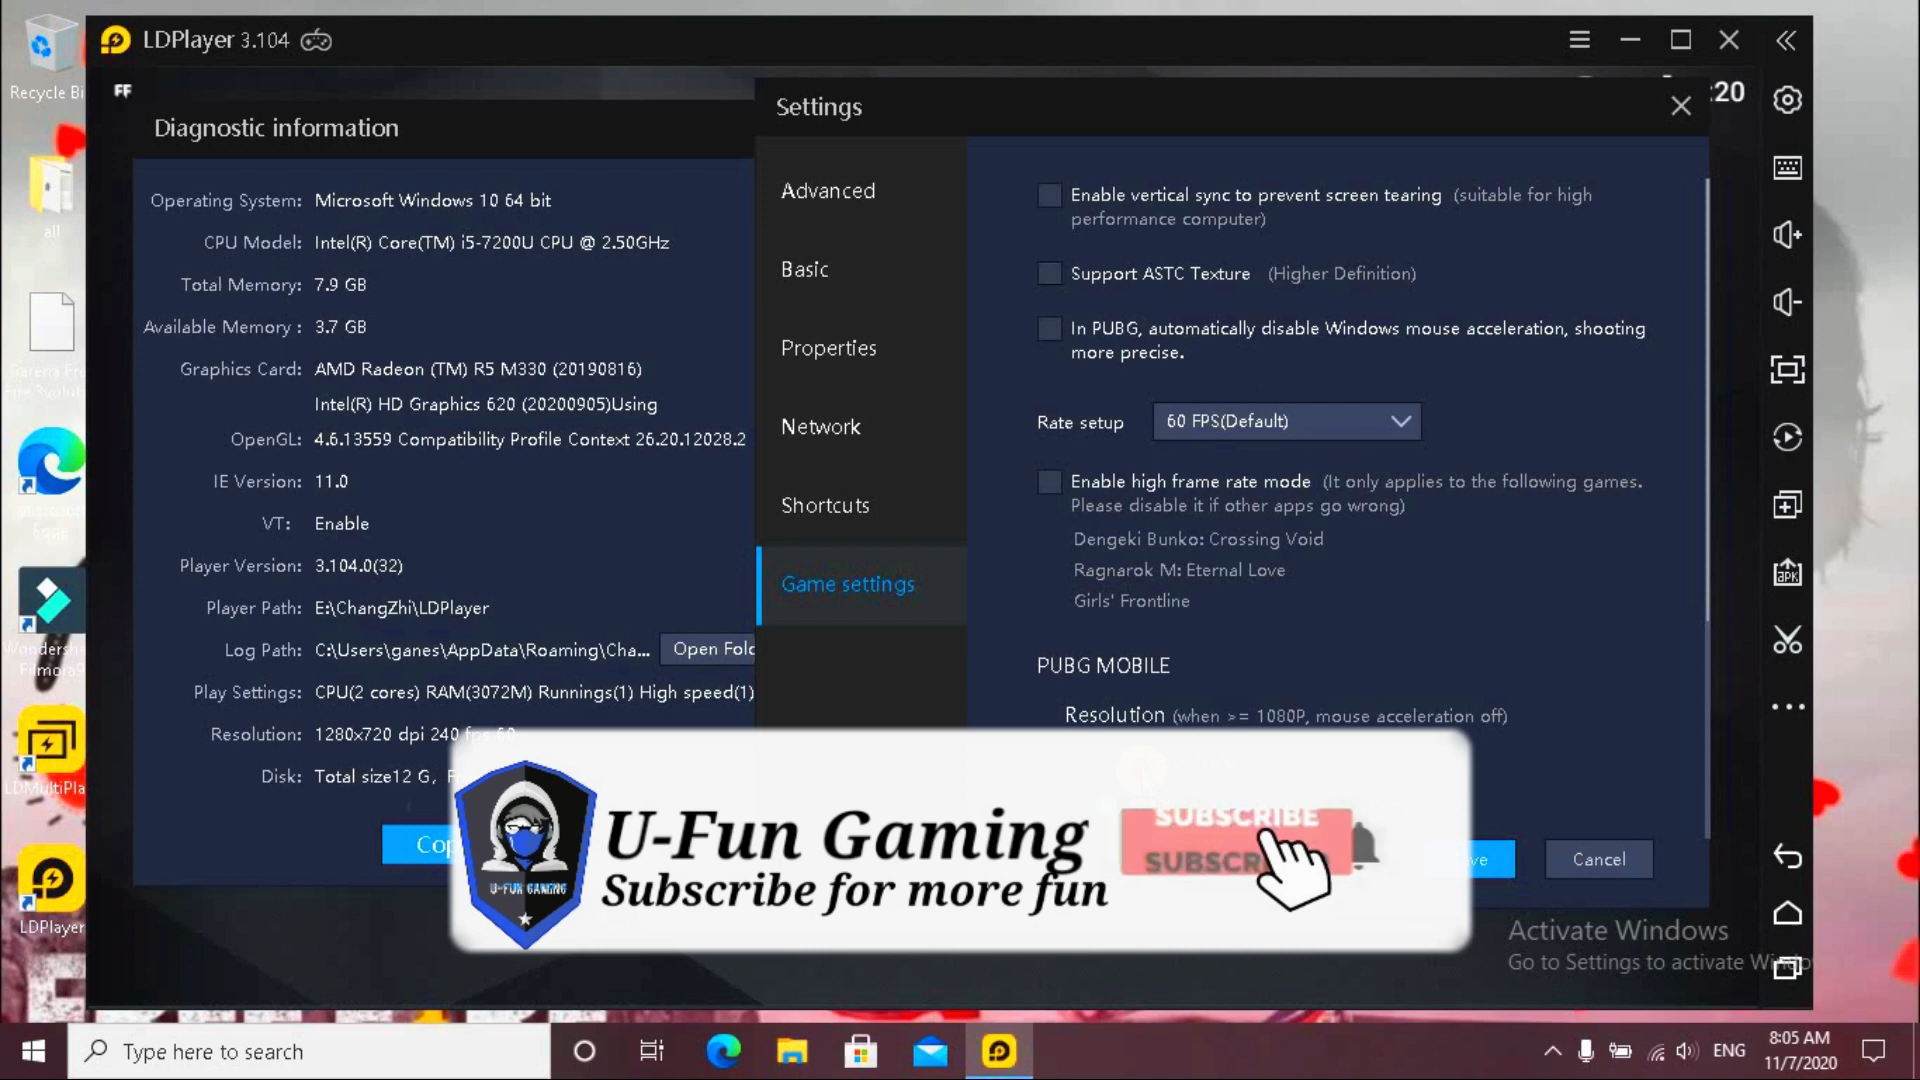 LDPlayer 3.104
:20
Recycle Bi
FF
Diagnostic information
Operating System: Microsoft Windows 10 64 bit
CPU Model: Intel(R) Core(TM) i5-7200U CPU @ 2.50GHz
Total Memory: 7.9 GB
Available Memory : 3.7 GB
Graphics Card: AMD Radeon (TM) R5 M330 (20190816)
Intel(R) HD Graphics 620 (20200905)Using
OpenGL: 4.6.13559 Compatibility Profile Context 26.20.12028.2
IE Version: 11.0
VT: Enable
Player Version: 3.104.0(32)
Player Path: E:\ChangZhi\LDPlayer
Log Path: C:\Users\ganes\AppData\Roaming\Cha...
Open Fold
Play Settings: CPU(2 cores) RAM(3072M) Runnings(1) High speed(1)
Resolution: 1280x720 dpi 240 fps 60
Disk: Total size12 G, F
Cop
Settings
Advanced
Basic
Properties
Network
Shortcuts
Game settings
Enable vertical sync to prevent screen tearing (suitable for high
performance computer)
Support ASTC Texture (Higher Definition)
In PUBG, automatically disable Windows mouse acceleration, shooting
more precise.
Rate setup 60 FPS(Default)
Enable high frame rate mode (It only applies to the following games.
Please disable it if other apps go wrong)
Dengeki Bunko: Crossing Void
Ragnarok M: Eternal Love
Girls' Frontline
PUBG MOBILE
Resolution (when >= 1080P, mouse acceleration off)
ve
Cancel
APK
all
LDMultiPla
LDPlayer
U-FUN GAMING
U-Fun Gaming
Subscribe for more fun
SUBSCRIBE
SUBSCR
Activate Windows
Go to Settings to activate Windo
Type here to search
ENG
8:05 AM
11/7/2020